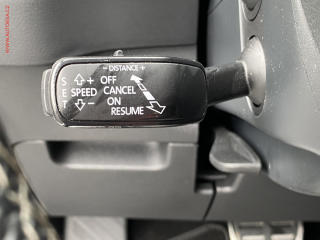 - DISTANCE +
S E T
SPEED
+
-
OFF
CANCEL
ON
RESUME